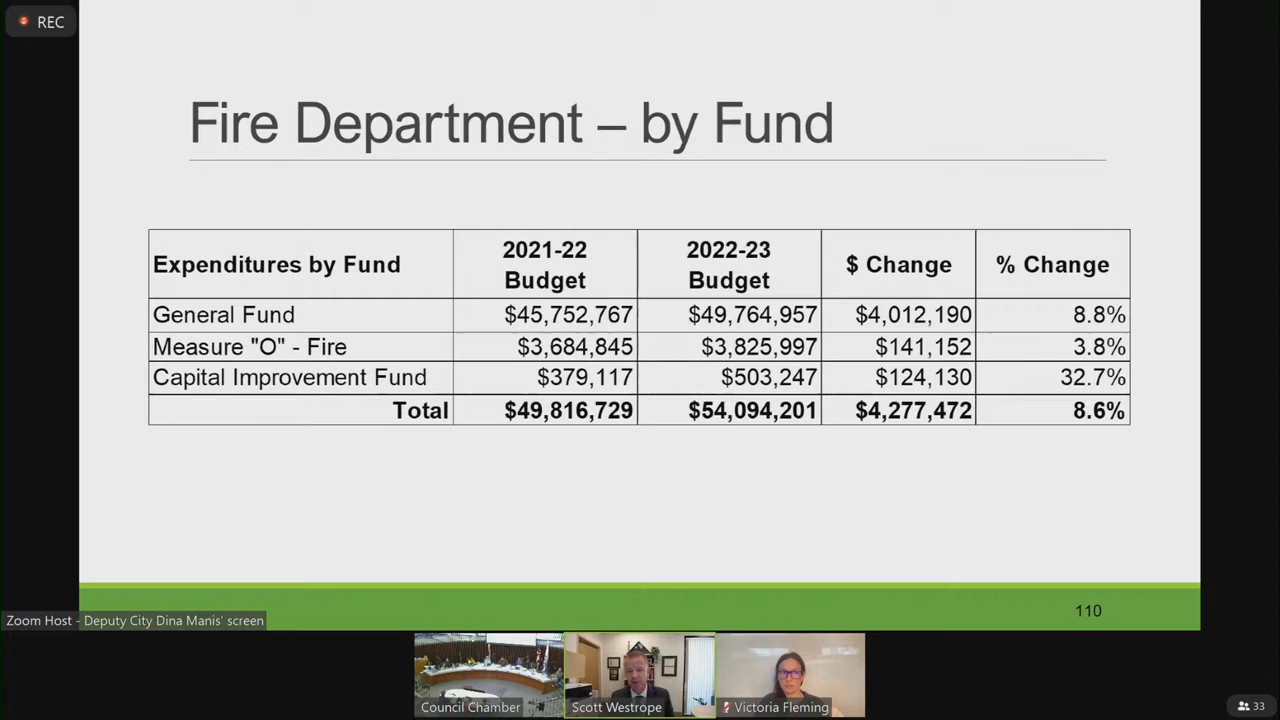 REC
Fire Department – by Fund
Expenditures by Fund 2021-22 Budget 2022-23 Budget $ Change % Change
General Fund $45,752,767 $49,764,957 $4,012,190 8.8%
Measure "O" - Fire $3,684,845 $3,825,997 $141,152 3.8%
Capital Improvement Fund $379,117 $503,247 $124,130 32.7%
Total $49,816,729 $54,094,201 $4,277,472 8.6%
110
Zoom Host - Deputy City Dina Manis' screen
Council Chamber
Scott Westrope
Victoria Fleming
33